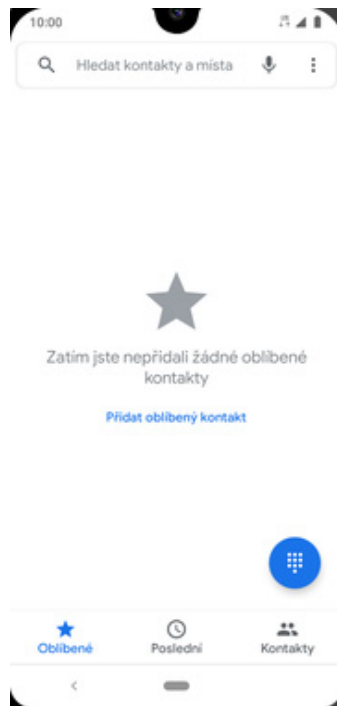 10:00
Hledat kontakty a místa
Zatím jste nepřidali žádné oblíbené
kontakty
Přidat oblíbený kontakt
Oblíbené
Poslední
Kontakty